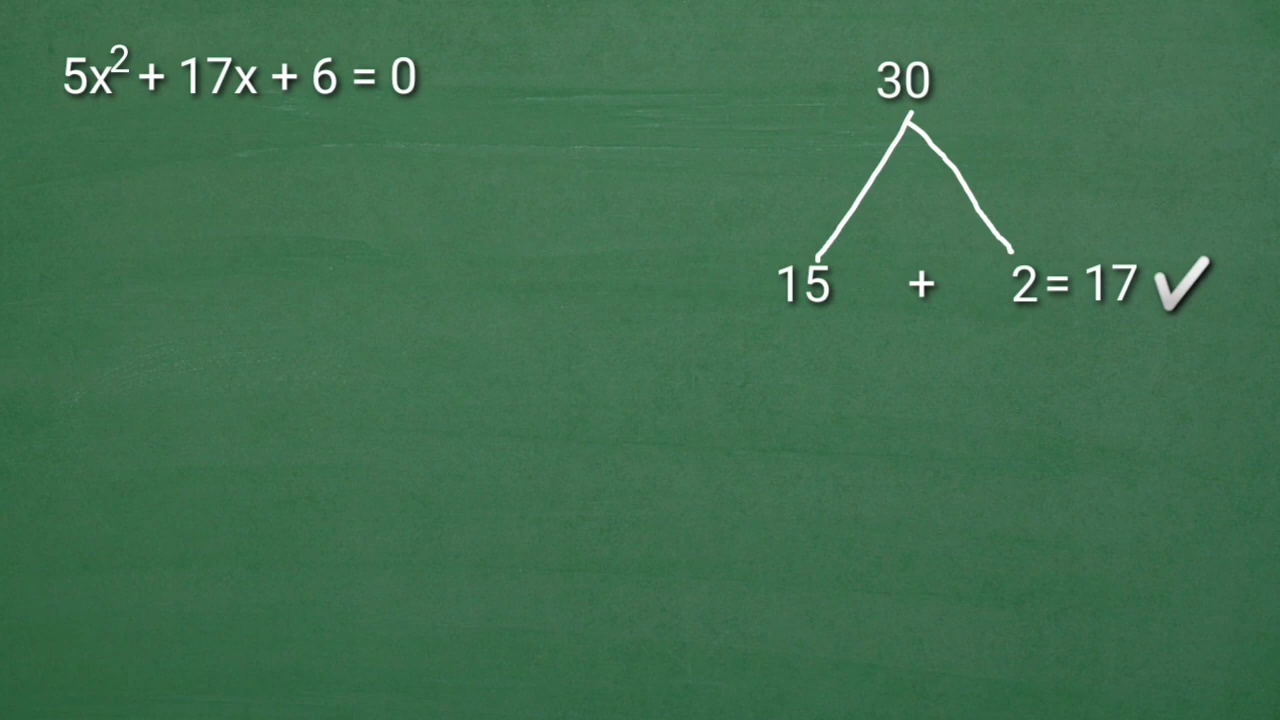 5x² + 17x + 6 = 0
30
15 + 2 = 17 ✔